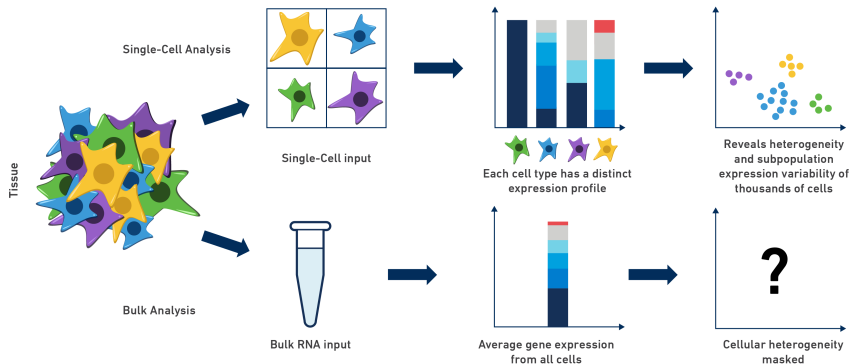 Single-Cell Analysis
Single-Cell input
Each cell type has a distinct
expression profile
Reveals heterogeneity
and subpopulation
expression variability of
thousands of cells
Tissue
Bulk Analysis
Bulk RNA input
Average gene expression
from all cells
?
Cellular heterogeneity
masked